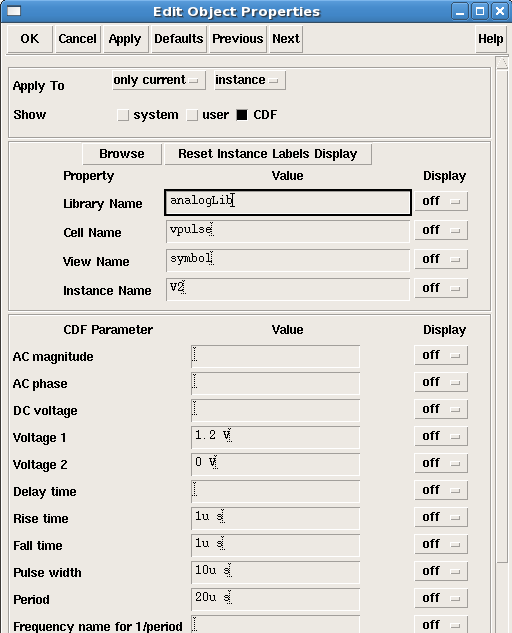 Edit Object Properties
OK Cancel Apply Defaults Previous Next Help
Apply To only current instance
Show system user CDF
Browse Reset Instance Labels Display
Property Value Display
Library Name analogLib off
Cell Name vpulse off
View Name symbol off
Instance Name V2 off
CDF Parameter Value Display
AC magnitude off
AC phase off
DC voltage off
Voltage 1 1.2 V off
Voltage 2 0 V off
Delay time off
Rise time 1u s off
Fall time 1u s off
Pulse width 10u s off
Period 20u s off
Frequency name for 1/period off